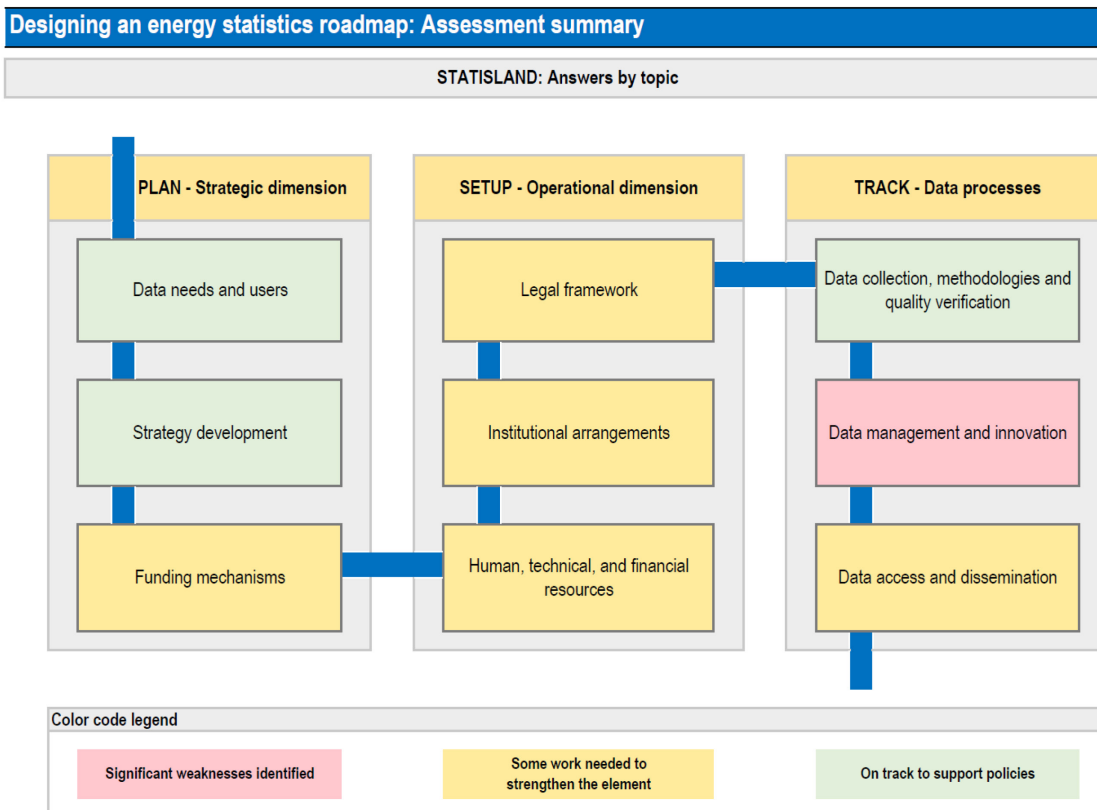 Designing an energy statistics roadmap: Assessment summary
STATISLAND: Answers by topic
PLAN - Strategic dimension
Data needs and users
Strategy development
Funding mechanisms
SETUP - Operational dimension
Legal framework
Institutional arrangements
Human, technical, and financial
resources
TRACK - Data processes
Data collection, methodologies and
quality verification
Data management and innovation
Data access and dissemination
Color code legend
Significant weaknesses identified
Some work needed to
strengthen the element
On track to support policies